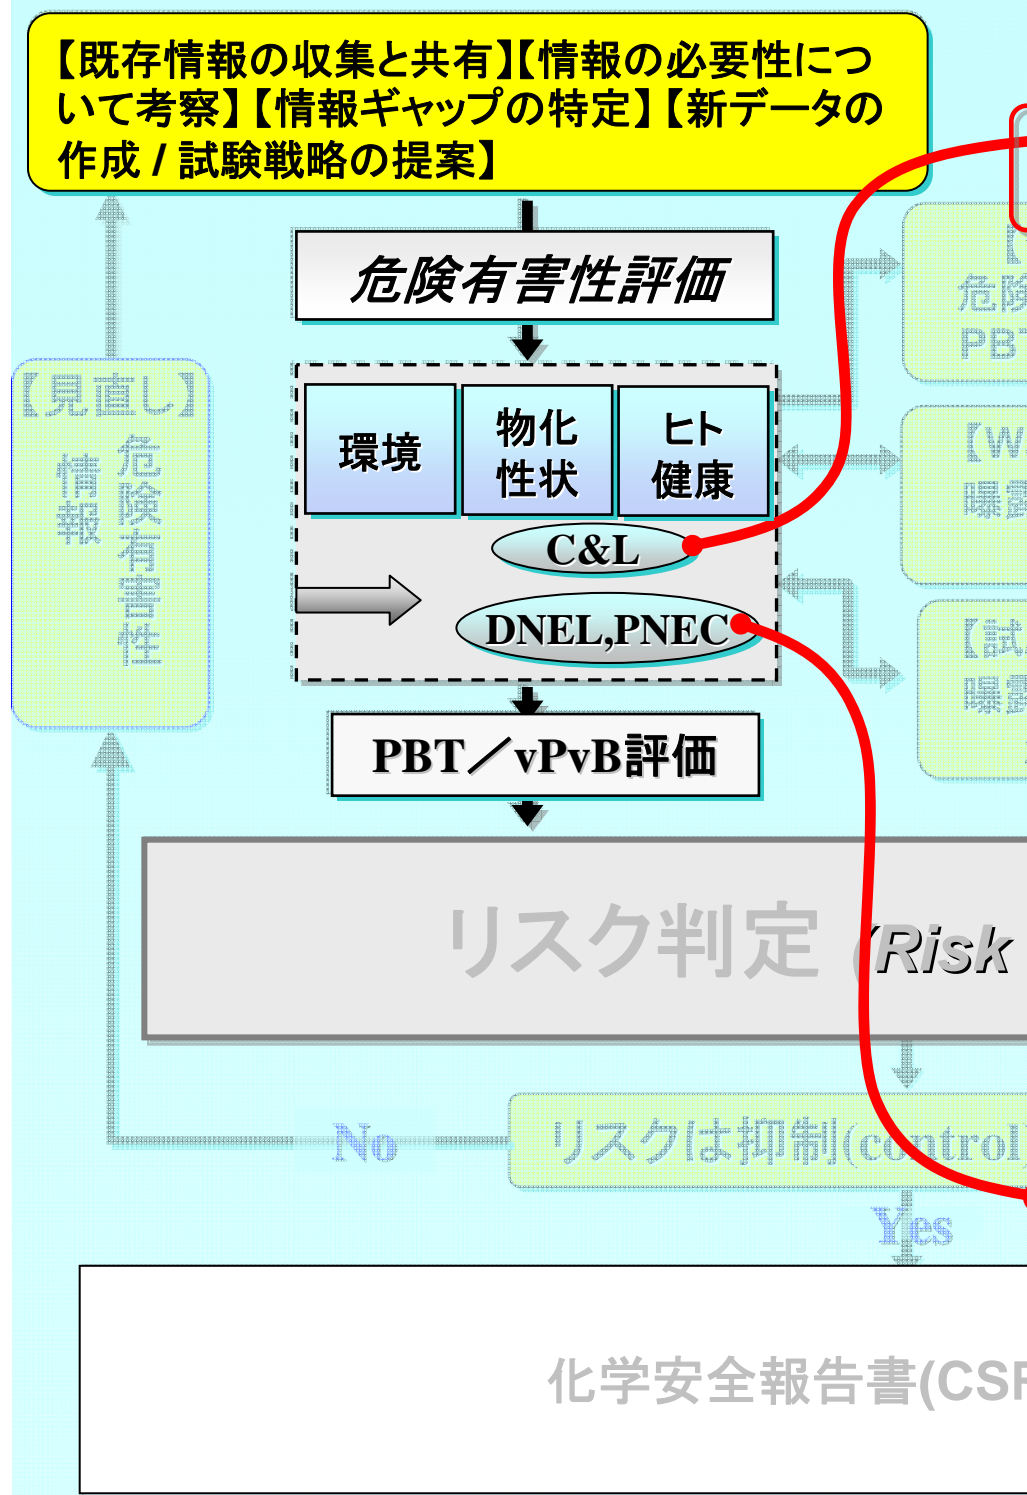 【既存情報の収集と共有】【情報の必要性につ
いて考察】【情報ギャップの特定】【新データの
作成 / 試験戦略の提案】
危険有害性評価
【見直し】
危険有害性
情報
環境
物化
性状
ヒト
健康
C&L
DNEL,PNEC
危険
PBT
【W
曝露
【試
曝露
PBT／vPvB評価
リスク判定 (Risk
No
リスクは抑制(control)
Yes
化学安全報告書(CSR